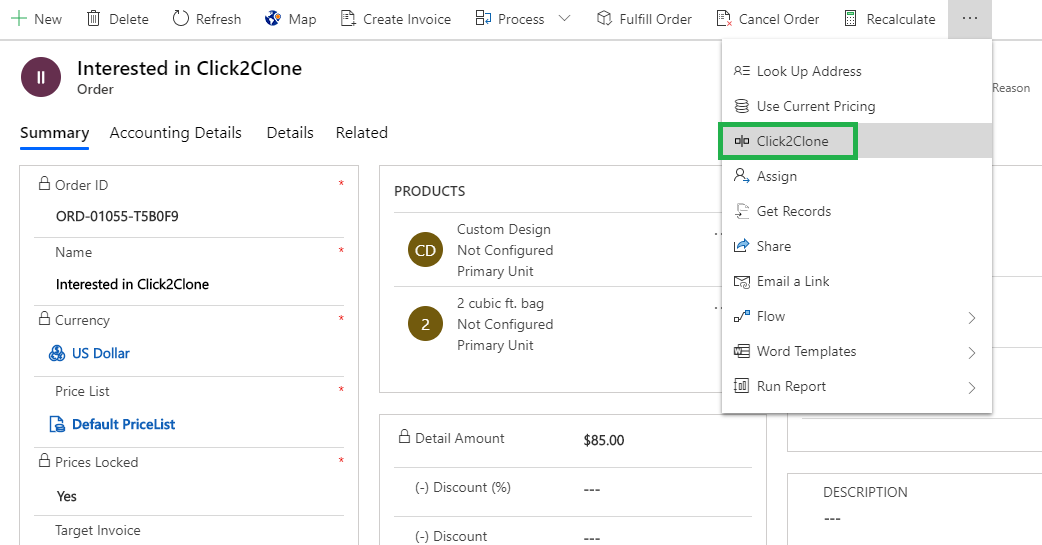 New Delete Refresh Map Create Invoice Process Fulfill Order Cancel Order Recalculate ...
II
Interested in Click2Clone
Order
Reason
Summary Accounting Details Details Related
Order ID *
ORD-01055-T5B0F9
Name *
Interested in Click2Clone
Currency *
US Dollar
Price List *
Default PriceList
Prices Locked *
Yes
Target Invoice
PRODUCTS
CD
Custom Design
Not Configured
Primary Unit
2
2 cubic ft. bag
Not Configured
Primary Unit
Detail Amount $85.00
(-) Discount (%) ---
(-) Discount ---
Look Up Address
Use Current Pricing
Click2Clone
Assign
Get Records
Share
Email a Link
Flow
Word Templates
Run Report
DESCRIPTION
---